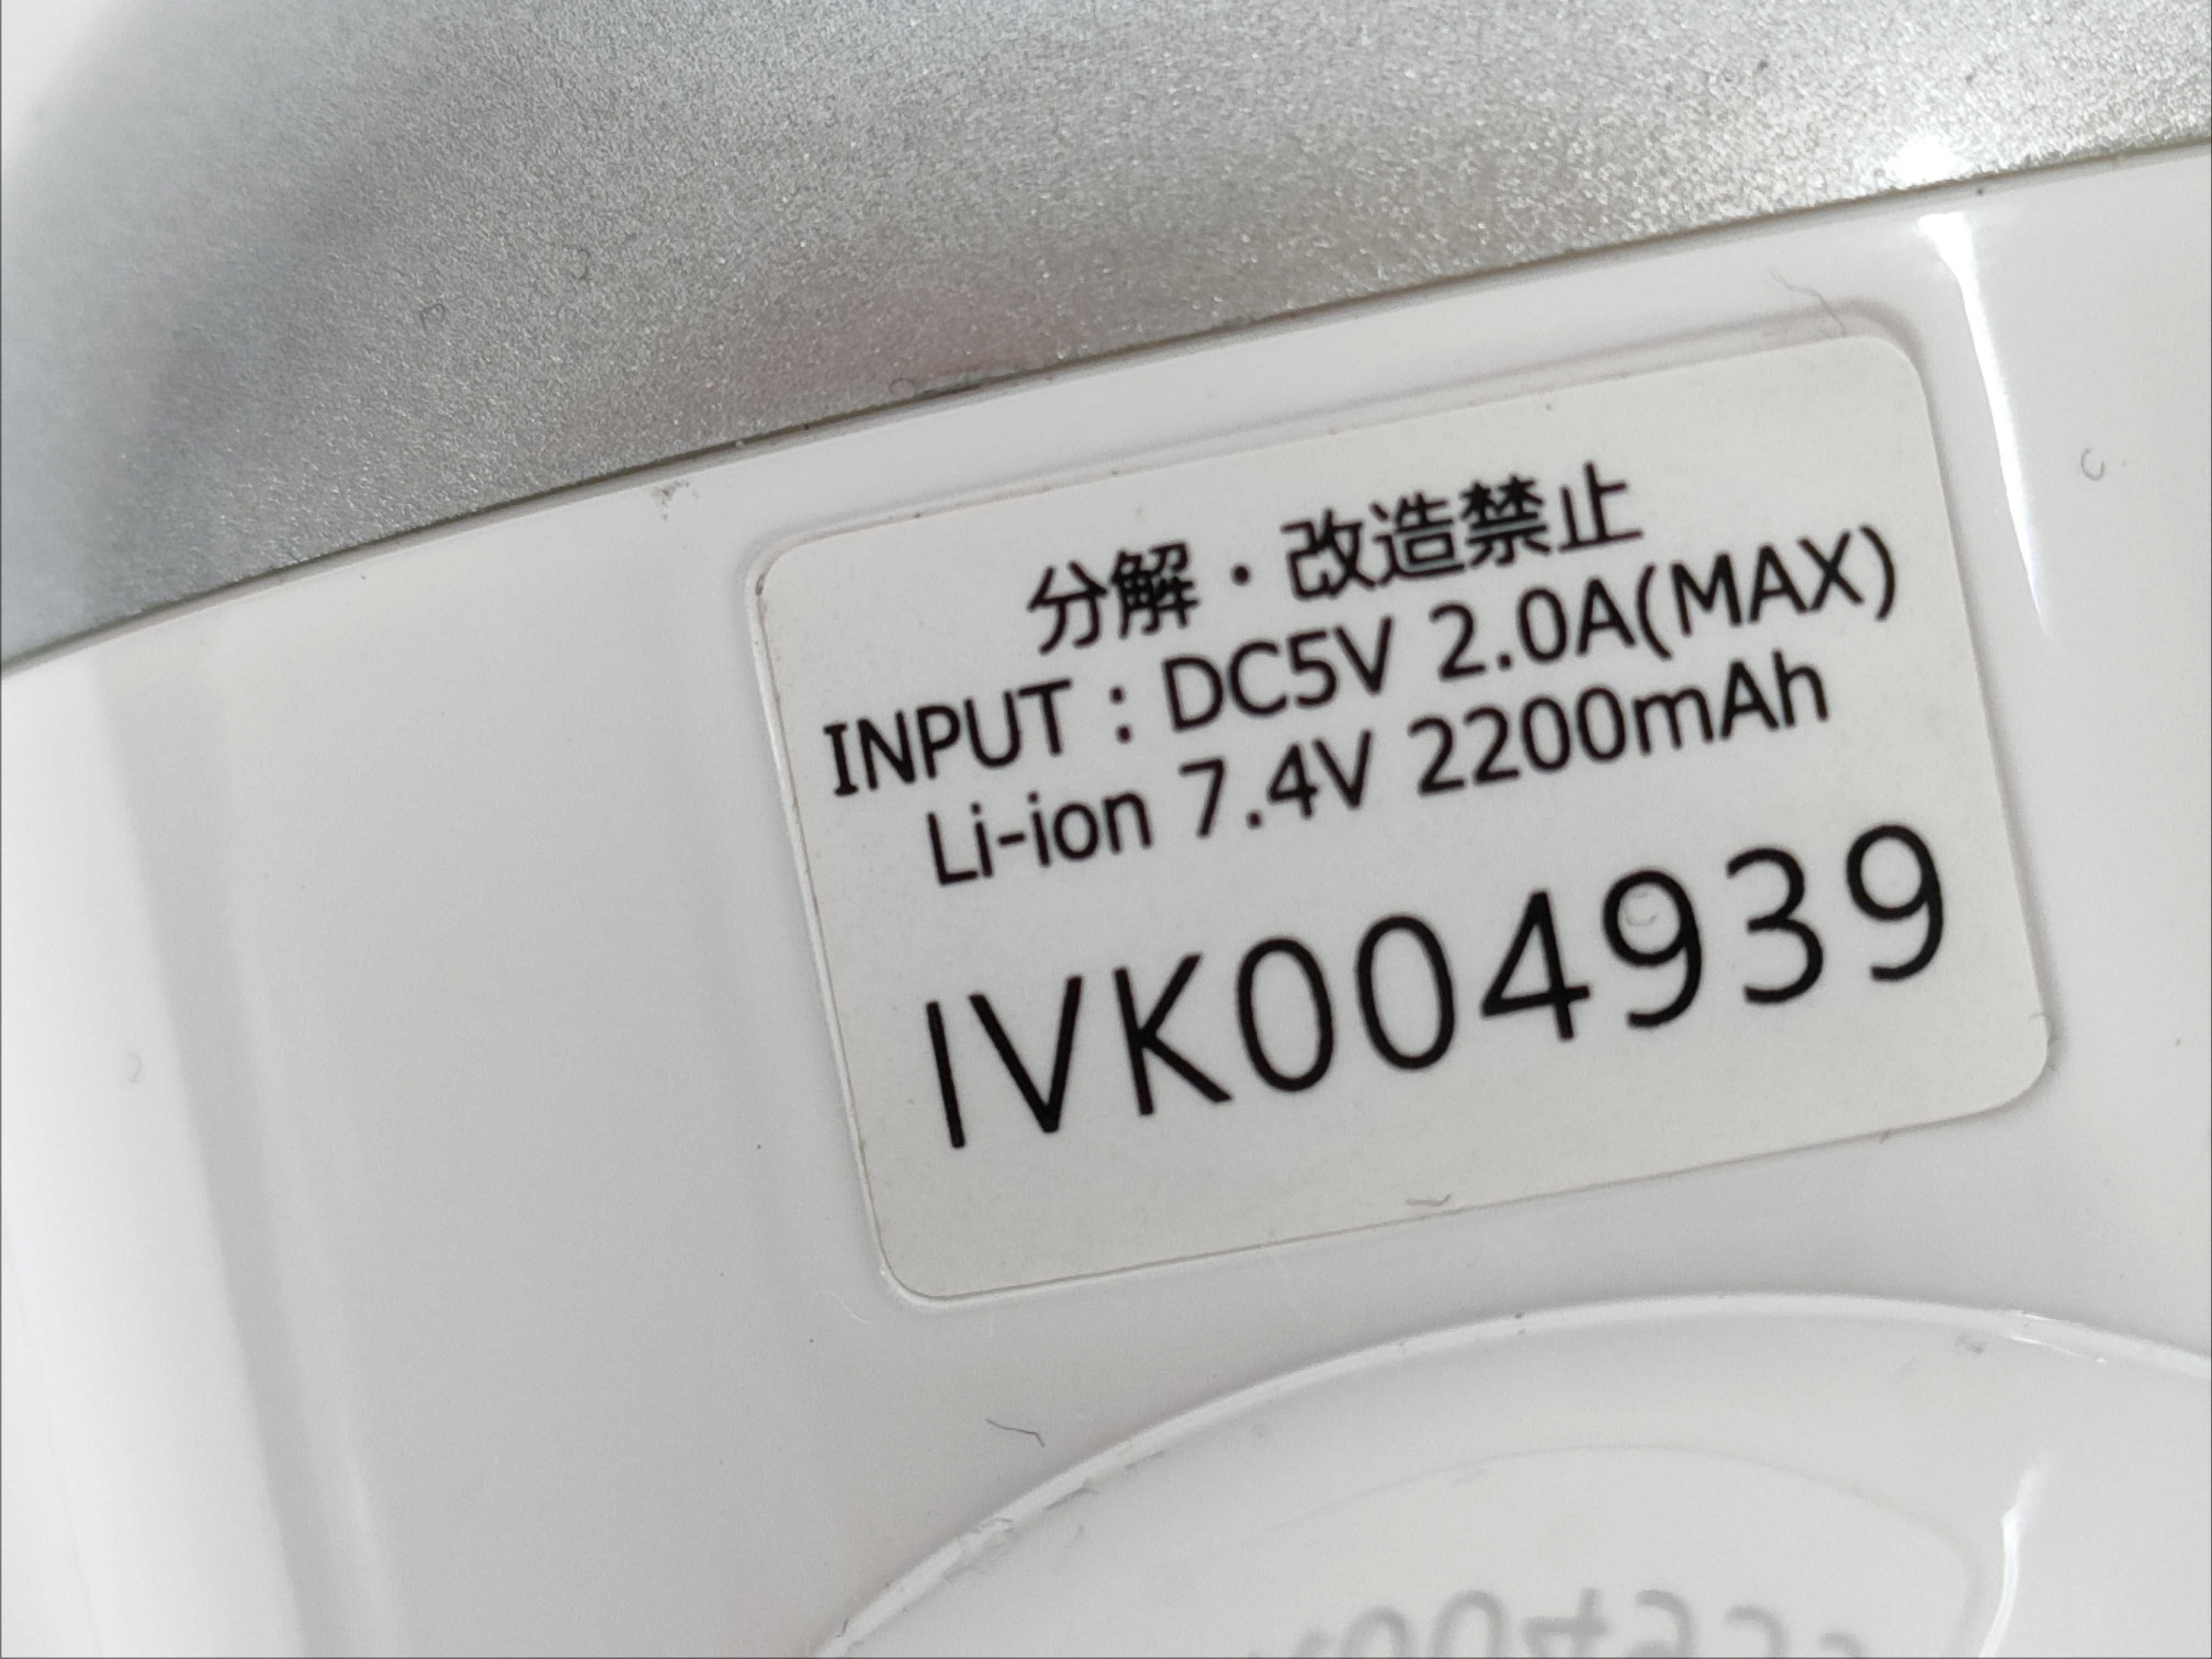 分解・改造禁止
INPUT：DC5V 2.0A(MAX)
Li-ion 7.4V 2200mAh
IVK004939